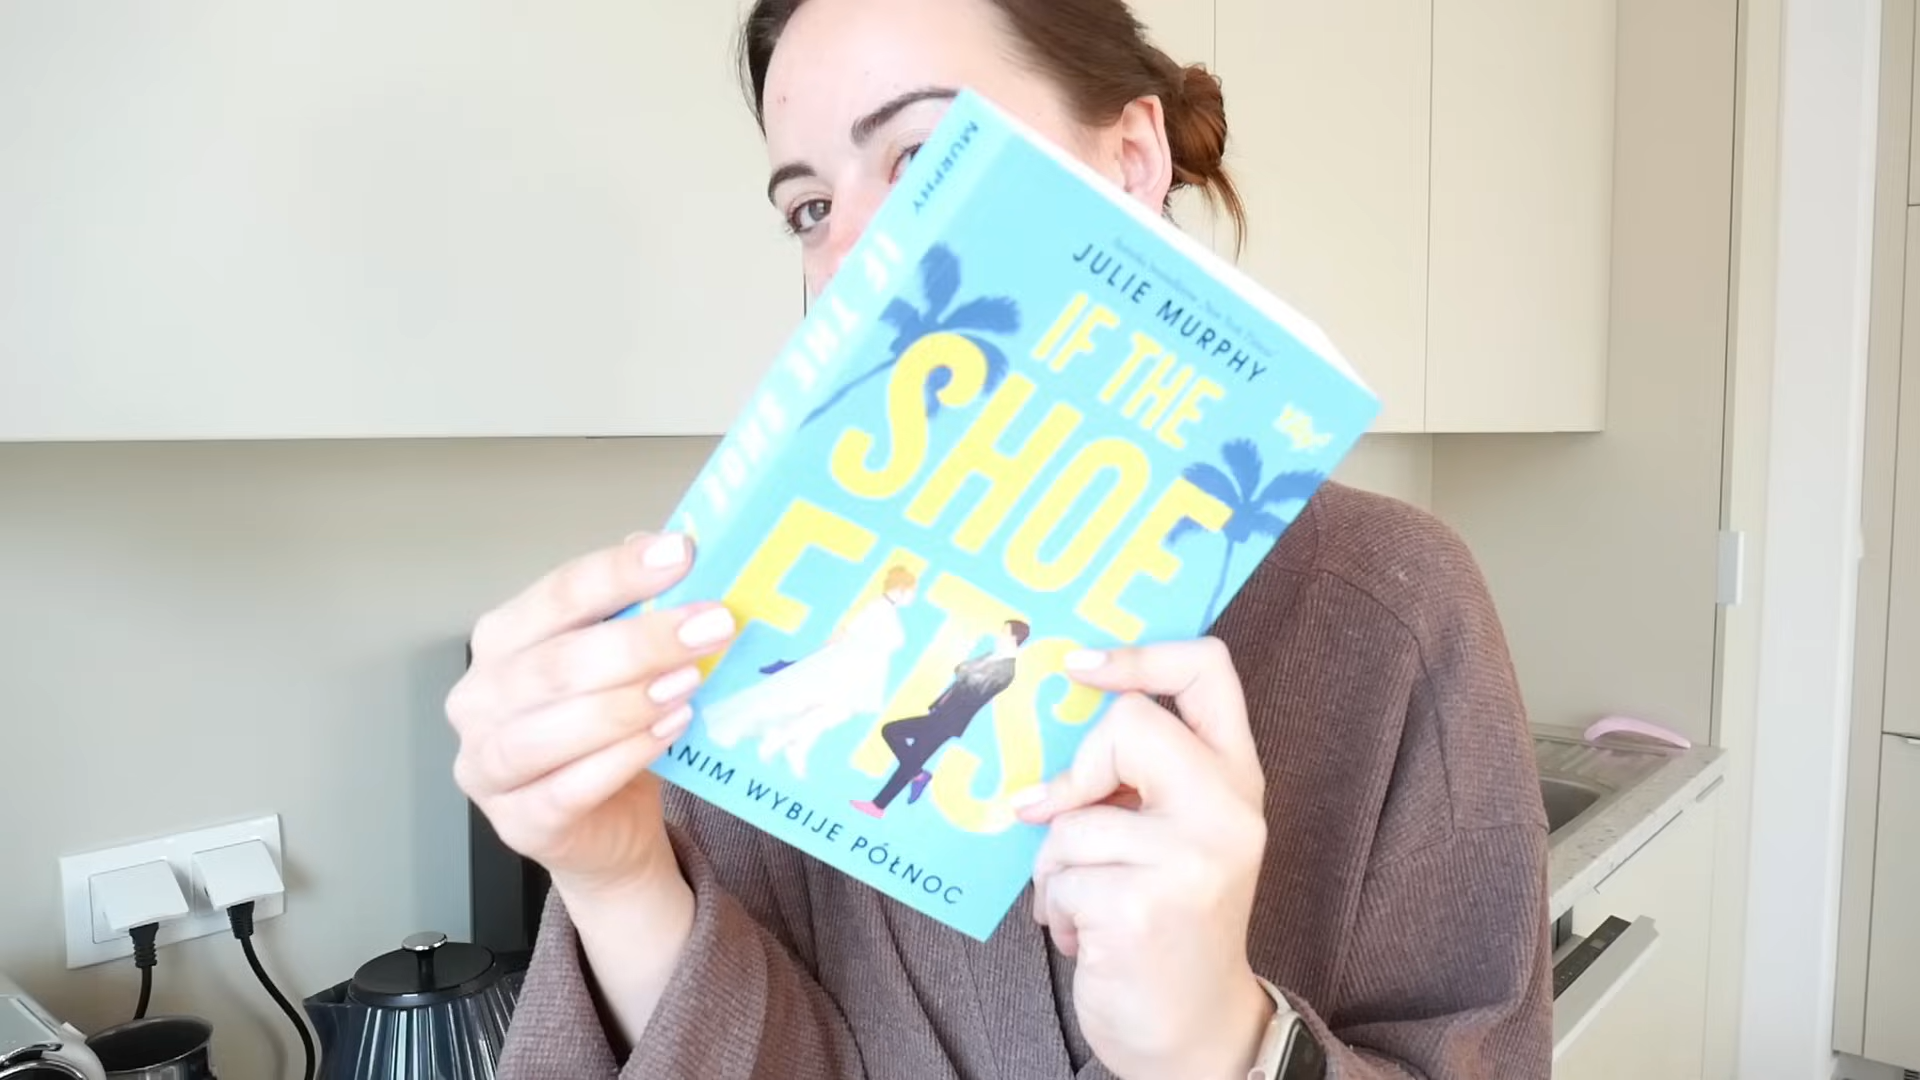 MURPHY
IF THE SHOE
JULIE MURPHY
IF THE
SHOE
FITS
ANIM WYBIJE PÓŁNOC